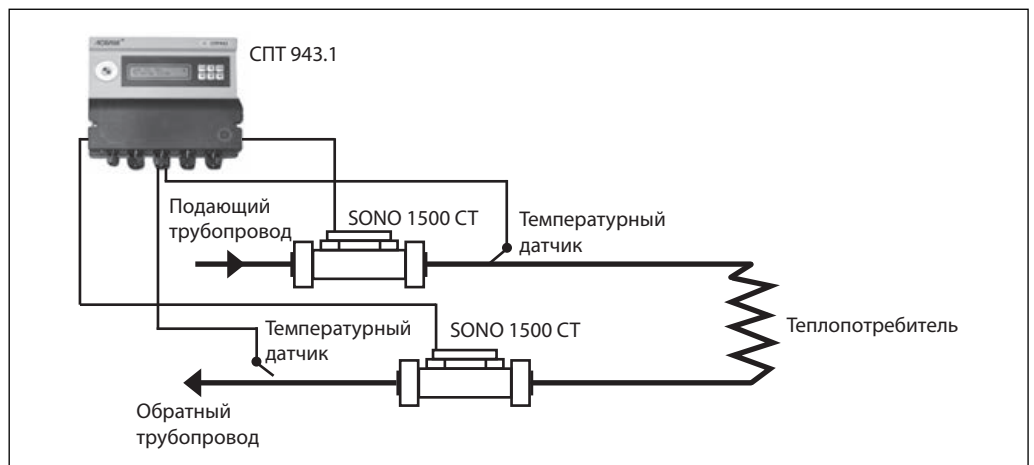 СПТ 943.1
Подающий
трубопровод
SONO 1500 CT
Температурный
датчик
Температурный
датчик
SONO 1500 CT
Теплопотребитель
Обратный
трубопровод